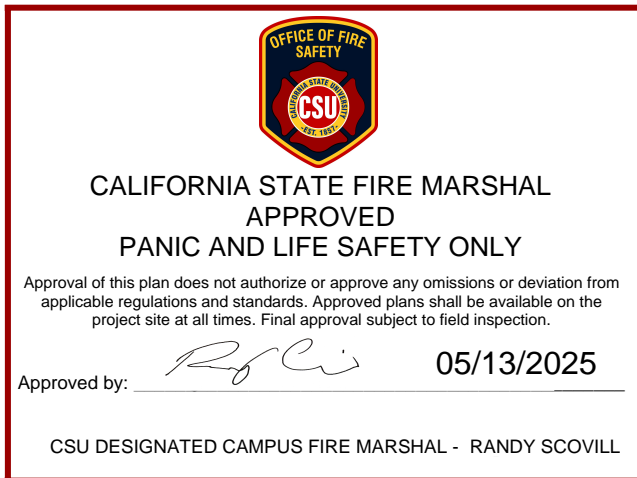 OFFICE OF FIRE
SAFETY
CALIFORNIA STATE UNIVERSITY
CSU
-EST. 1857-
CALIFORNIA STATE FIRE MARSHAL
APPROVED
PANIC AND LIFE SAFETY ONLY
Approval of this plan does not authorize or approve any omissions or deviation from
applicable regulations and standards. Approved plans shall be available on the
project site at all times. Final approval subject to field inspection.
Approved by: 05/13/2025
CSU DESIGNATED CAMPUS FIRE MARSHAL - RANDY SCOVILL